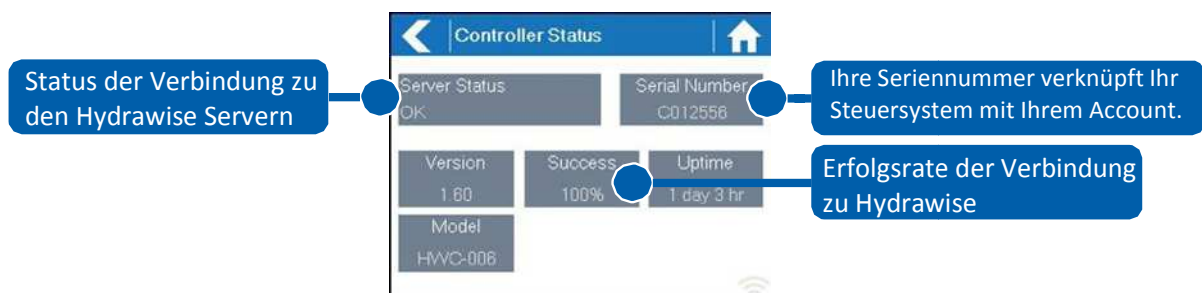 Controller Status
Status der Verbindung zu
den Hydrawise Servern
Server Status
OK
Serial Number
C012556
Ihre Seriennummer verknüpft Ihr
Steuersystem mit Ihrem Account.
Version
1.60
Success
100%
Uptime
1 day 3 hr
Erfolgsrate der Verbindung
zu Hydrawise
Model
HWC-006